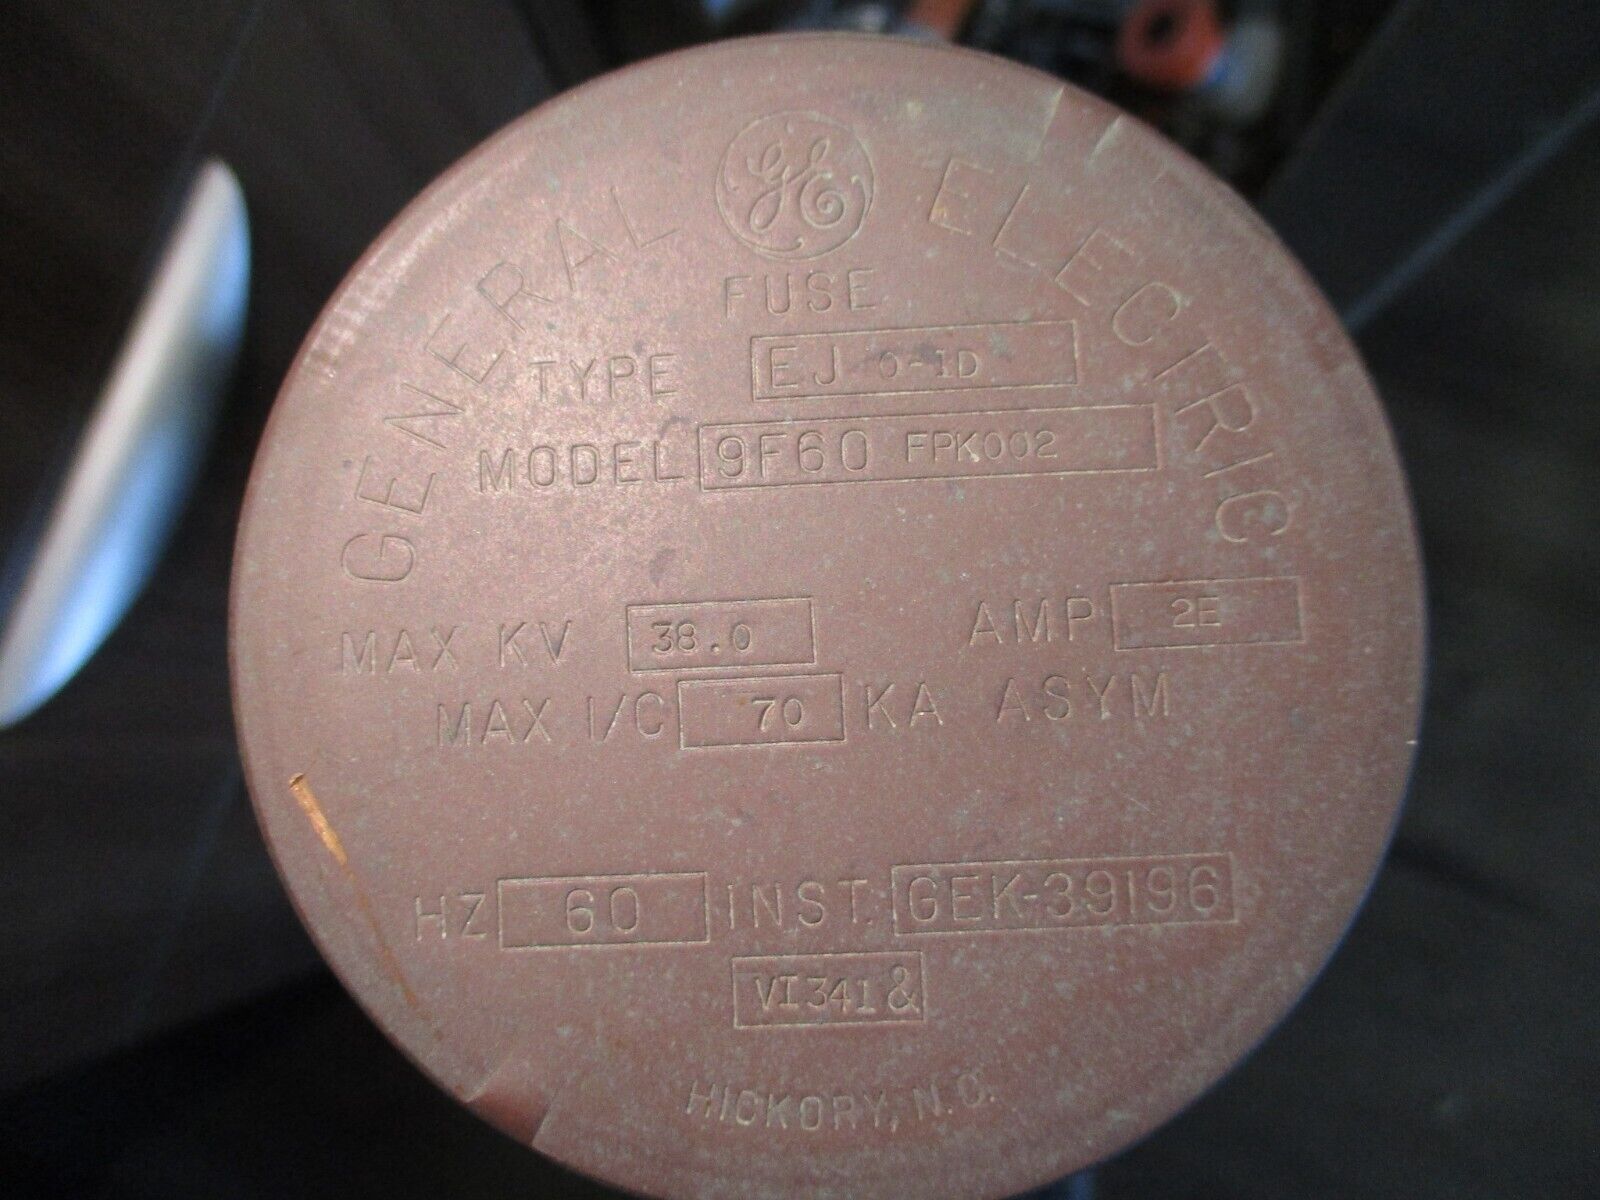 GENERAL GE ELECTRIC
FUSE
TYPE EJ O-1D
MODEL 9F60 FPK002
MAX KV 38.0 AMP 2E
MAX I/C 70 KA ASYM
HZ 60 INST. GEK-39196
VI341&
HICKORY, N.C.